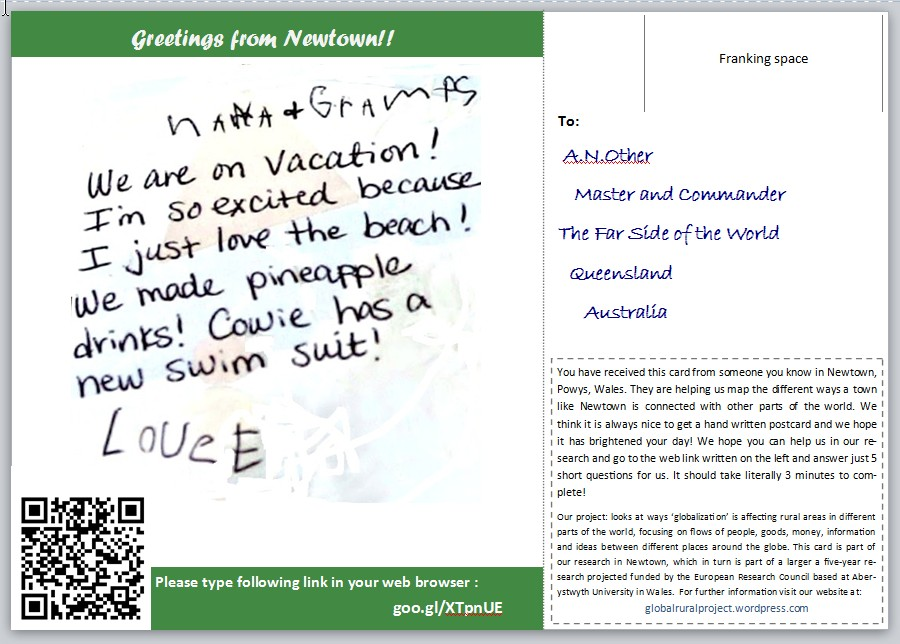 Greetings from Newtown!!
nANA + GrAmPS
We are on vacation!
I'm so excited because
I just love the beach!
We made pineapple
drinks! Cowie has a
new swim suit!
LOVE E
Please type following link in your web browser :
goo.gl/XTpnUE
Franking space
To:
A.N.Other
Master and Commander
The Far Side of the World
Queensland
Australia
You have received this card from someone you know in Newtown,
Powys, Wales. They are helping us map the different ways a town
like Newtown is connected with other parts of the world. We
think it is always nice to get a hand written postcard and we hope
it has brightened your day! We hope you can help us in our re-
search and go to the web link written on the left and answer just 5
short questions for us. It should take literally 3 minutes to com-
plete!
Our project: looks at ways ‘globalization’ is affecting rural areas in different
parts of the world, focusing on flows of people, goods, money, information
and ideas between different places around the globe. This card is part of
our research in Newtown, which in turn is part of a larger a five-year re-
search projected funded by the European Research Council based at Aber-
ystwyth University in Wales. For further information visit our website at:
globalruralproject.wordpress.com